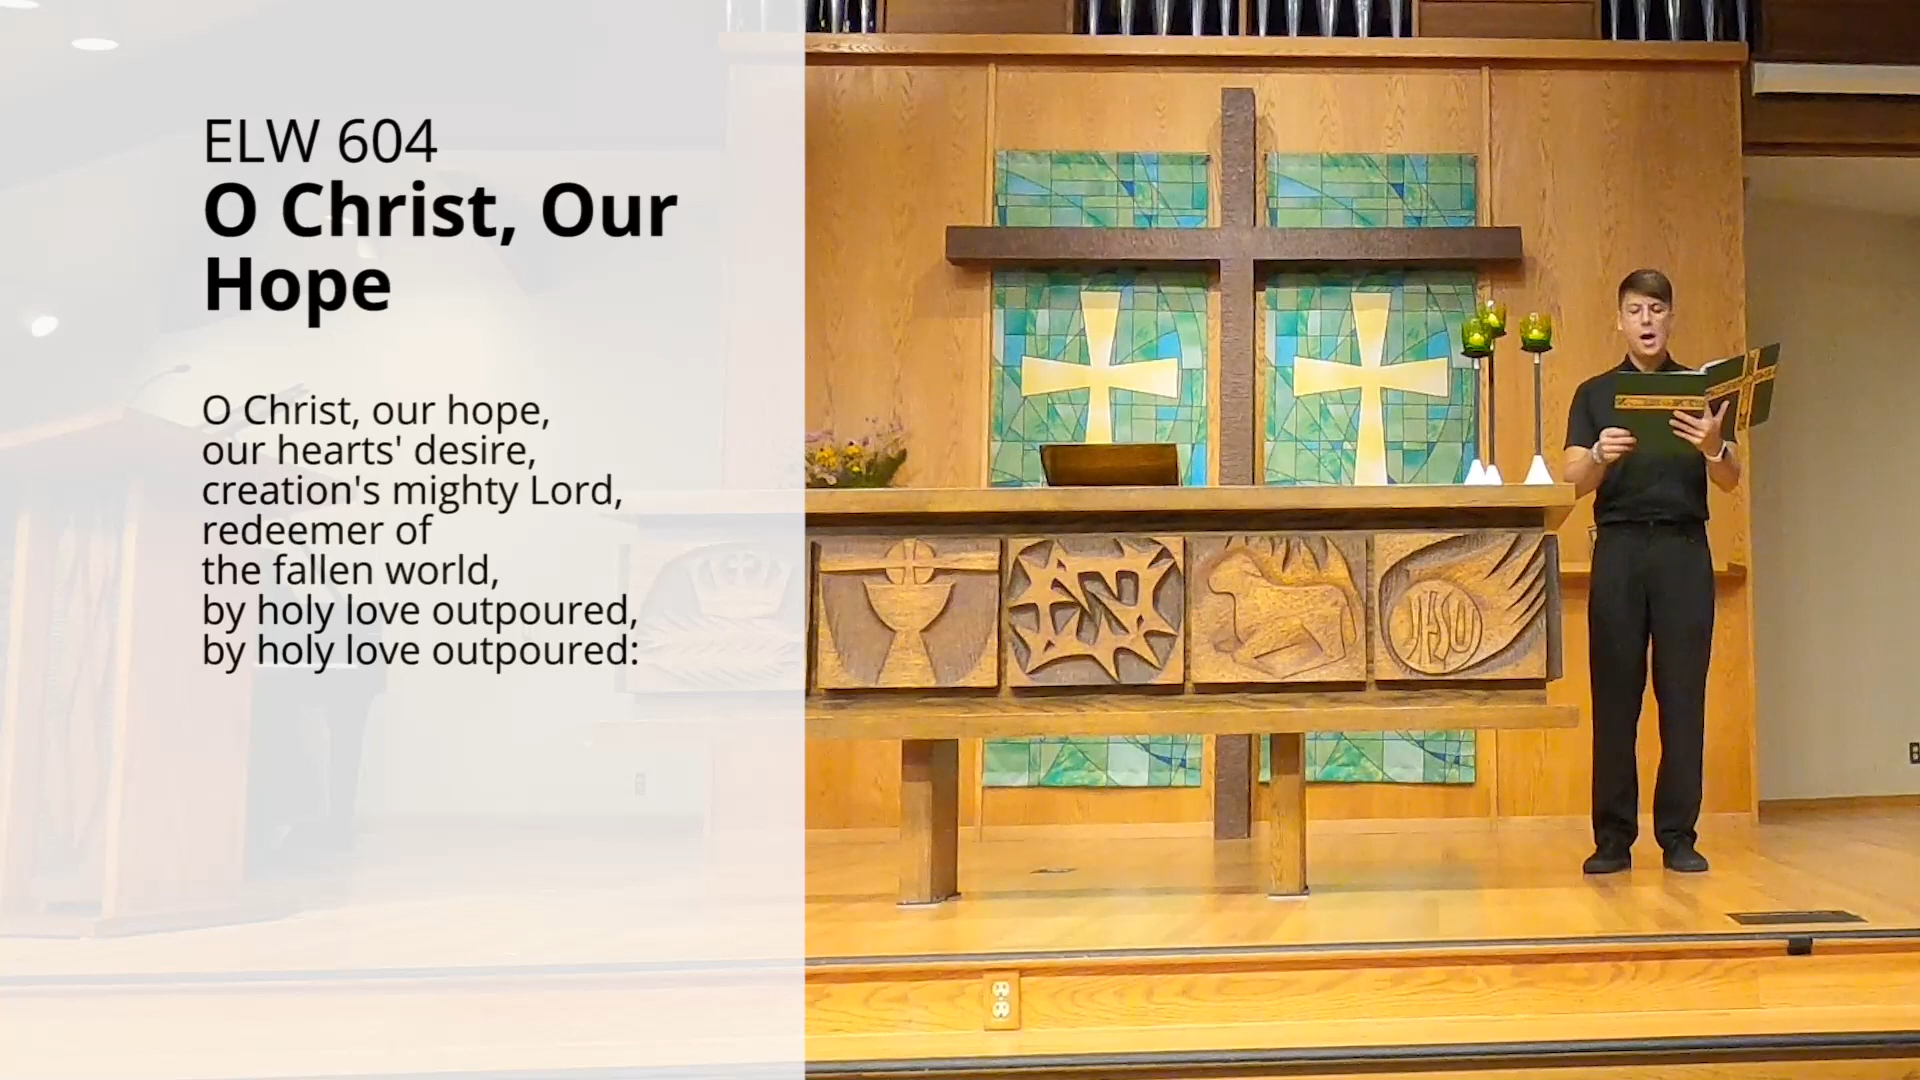 ELW 604
O Christ, Our
Hope
O Christ, our hope,
our hearts' desire,
creation's mighty Lord,
redeemer of
the fallen world,
by holy love outpoured,
by holy love outpoured: